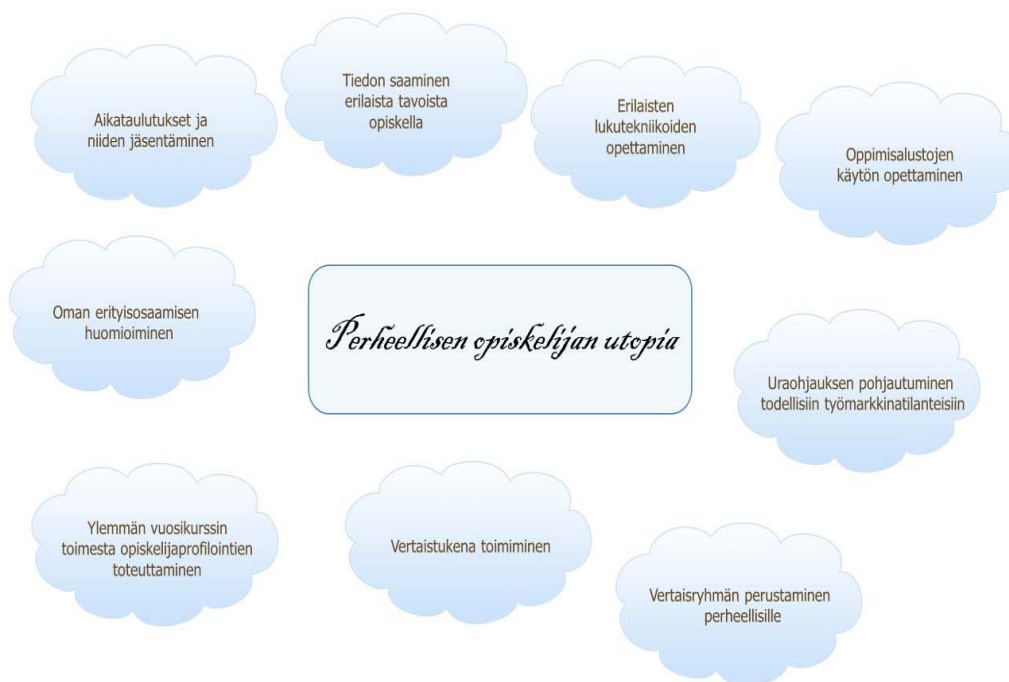 Tiedon saaminen
erilaista tavoista
opiskella
Aikataulutukset ja
niiden jäsentäminen
Erilaisten
lukutekniikoiden
opettaminen
Oppimisalustojen
käytön opettaminen
Oman erityisosaamisen
huomioiminen
Perheellisen opiskelijan utopia
Uraohjauksen pohjautuminen
todellisiin työmarkkinatilanteisiin
Ylemmän vuosikurssin
toimesta opiskelijaprofilointien
toteuttaminen
Vertaistukena toimiminen
Vertaisryhmän perustaminen
perheellisille